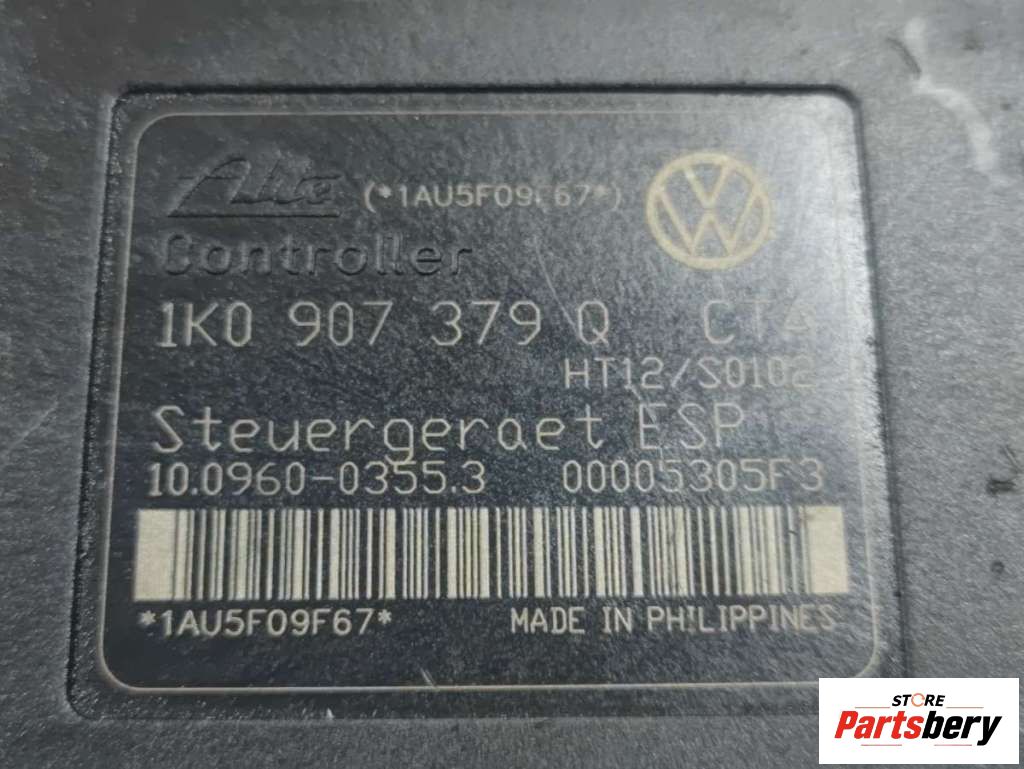 Ate (*1AU5F09F67*)
Controller
1K0 907 379 Q CTA
HT12/S0102
Steuergeraet ESP
10.0960-0355.3 00005305F3
*1AU5F09F67*
MADE IN PHILIPPINES
STORE
Partsbery